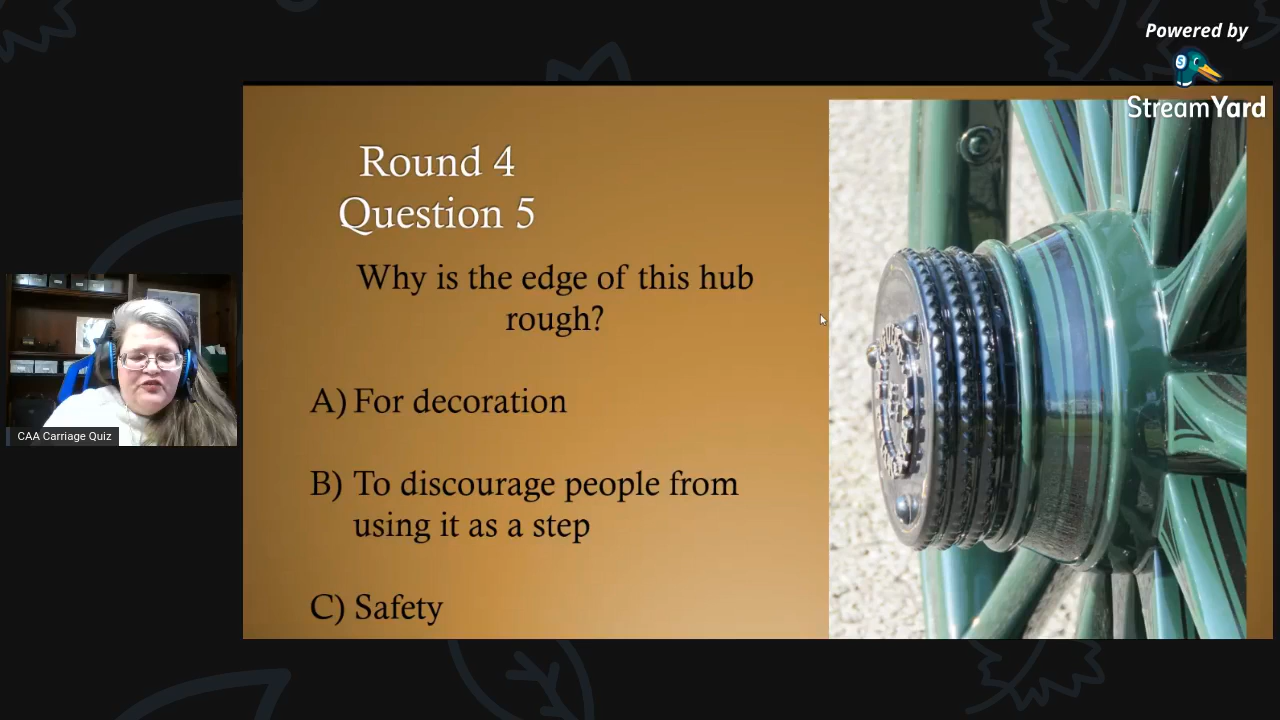 Powered by
StreamYard
Round 4
Question 5
Why is the edge of this hub
rough?
A) For decoration
B) To discourage people from
using it as a step
C) Safety
CAA Carriage Quiz